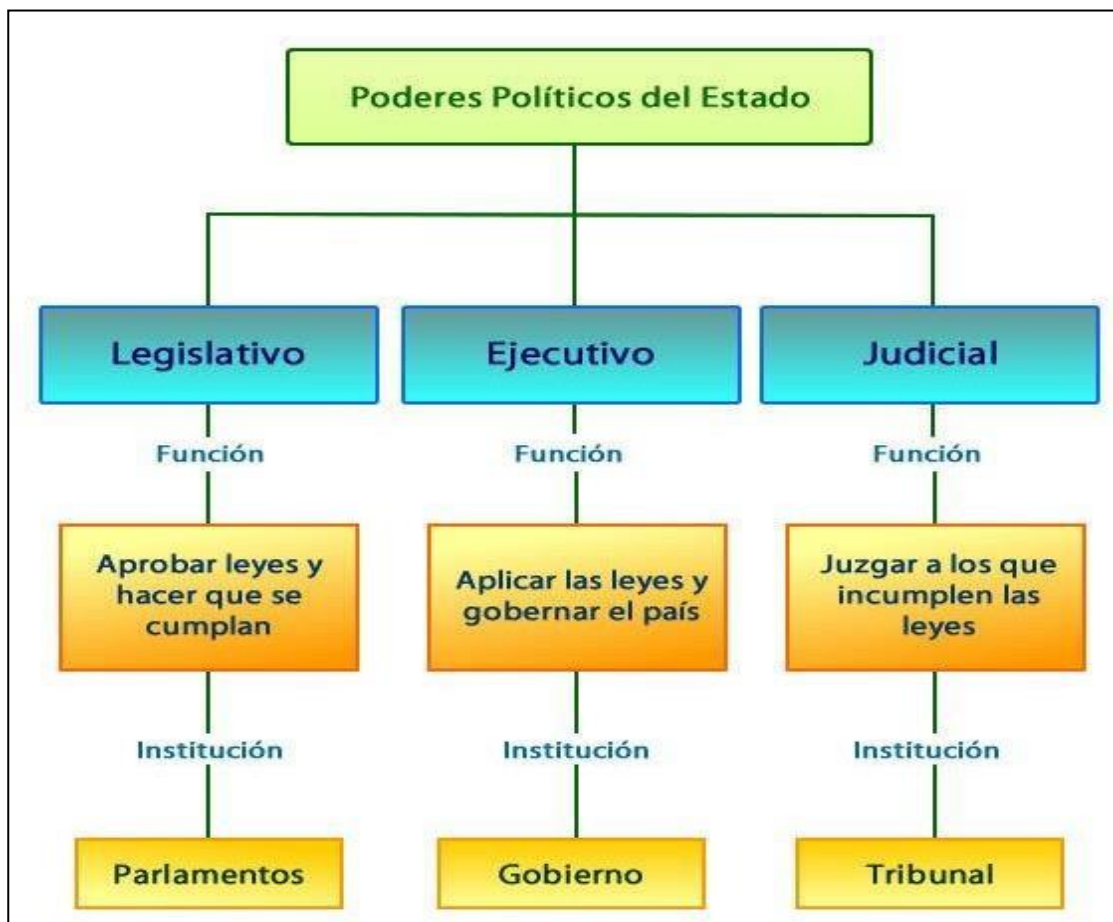 Poderes Políticos del Estado
Legislativo
Ejecutivo
Judicial
Función
Función
Función
Aprobar leyes y
hacer que se
cumplan
Aplicar las leyes y
gobernar el país
Juzgar a los que
incumplen las
leyes
Institución
Institución
Institución
Parlamentos
Gobierno
Tribunal